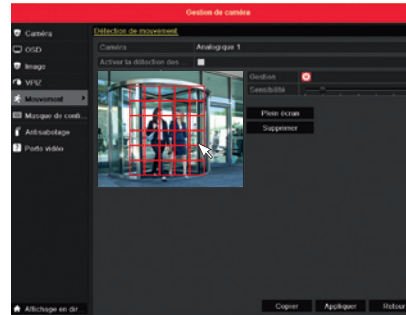 Gestion de caméra
Caméra
OSD
Image
VPIZ
Mouvement
Masque de confi...
Antisabotage
Perte vidéo
Affichage en dir...
Détection de mouvement
Caméra Analogique 1
Activer la détection des ...
Gestion
Sensibilité
Plein écran
Supprimer
Copier Appliquer Retour